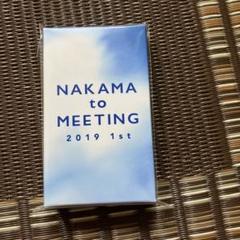 NAKAMA
to
MEETING
2019 1st